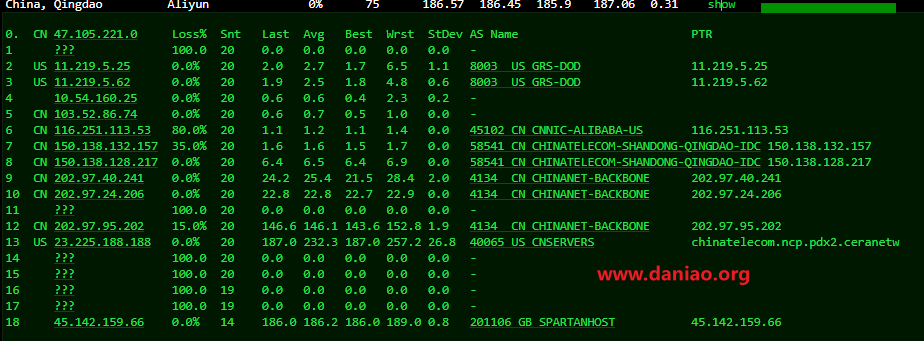 China, Qingdao Aliyun 0% 75 186.57 186.45 185.9 187.06 0.31 show
0. CN 47.105.221.0 Loss% Snt Last Avg Best Wrst StDev AS Name PTR
1 ??? 100.0 20 0.0 0.0 0.0 0.0 0.0 -
2 US 11.219.5.25 0.0% 20 2.0 2.7 1.7 6.5 1.1 8003 US GRS-DOD 11.219.5.25
3 US 11.219.5.62 0.0% 20 1.9 2.5 1.8 4.8 0.6 8003 US GRS-DOD 11.219.5.62
4 10.54.160.25 0.0% 20 0.6 0.6 0.4 2.3 0.2 -
5 CN 103.52.86.74 0.0% 20 0.6 0.7 0.5 1.0 0.0 -
6 CN 116.251.113.53 80.0% 20 1.1 1.2 1.1 1.4 0.0 45102 CN CNNIC-ALIBABA-US 116.251.113.53
7 CN 150.138.132.157 35.0% 20 1.6 1.6 1.5 1.7 0.0 58541 CN CHINATELECOM-SHANDONG-QINGDAO-IDC 150.138.132.157
8 CN 150.138.128.217 0.0% 20 6.4 6.5 6.4 6.9 0.0 58541 CN CHINATELECOM-SHANDONG-QINGDAO-IDC 150.138.128.217
9 CN 202.97.40.241 0.0% 20 24.2 25.4 21.5 28.4 2.0 4134 CN CHINANET-BACKBONE 202.97.40.241
10 CN 202.97.24.206 0.0% 20 22.8 22.8 22.7 22.9 0.0 4134 CN CHINANET-BACKBONE 202.97.24.206
11 ??? 100.0 20 0.0 0.0 0.0 0.0 0.0 -
12 CN 202.97.95.202 15.0% 20 146.6 146.1 143.6 152.8 1.9 4134 CN CHINANET-BACKBONE 202.97.95.202
13 US 23.225.188.188 0.0% 20 187.0 232.3 187.0 257.2 26.8 40065 US CNSERVERS chinatelecom.ncp.pdx2.ceranetw
14 ??? 100.0 20 0.0 0.0 0.0 0.0 0.0 -
15 ??? 100.0 20 0.0 0.0 0.0 0.0 0.0 -
www.daniao.org
16 ??? 100.0 19 0.0 0.0 0.0 0.0 0.0 -
17 ??? 100.0 19 0.0 0.0 0.0 0.0 0.0 -
18 45.142.159.66 0.0% 14 186.0 186.2 186.0 189.0 0.8 201106 GB SPARTANHOST 45.142.159.66